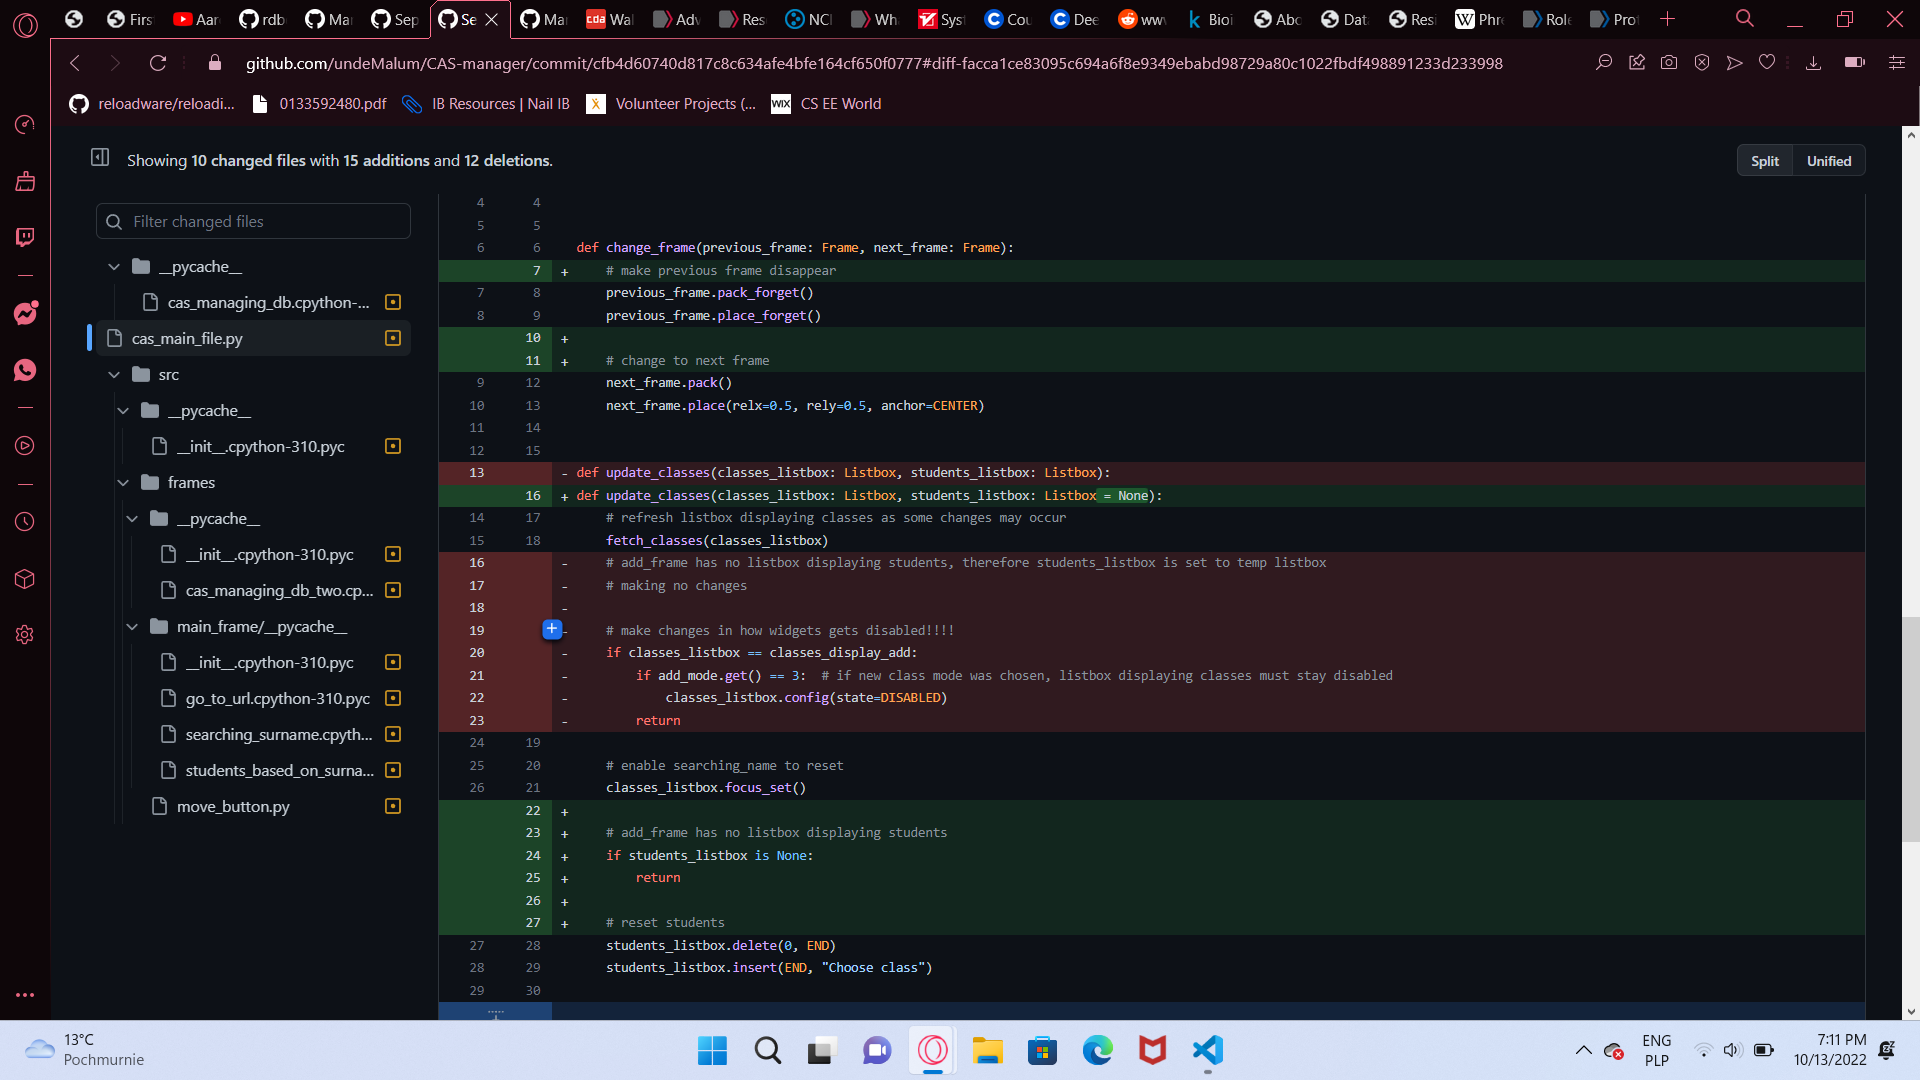 Firs
Aar
rdb
Mar
Sep
Se
Mar
cda
Wal
Adv
Res
NCI
Wha
Syst
Cou
Dee
www
Bioi
Abo
Data
Resi
Phr
Role
Prot
github.com/undeMalum/CAS-manager/commit/cfb4d60740d817c8c634afe4bfe164cf650f0777#diff-facca1ce83095c694a6f8e9349ebabd98729a80c1022fbdf498891233d233998
reloadware/reloadi...
0133592480.pdf
IB Resources | Nail IB
Volunteer Projects (...
WIX
CS EE World
Showing 10 changed files with 15 additions and 12 deletions.
Split
Unified
Filter changed files
__pycache__
cas_managing_db.cpython-...
cas_main_file.py
src
__pycache__
__init__.cpython-310.pyc
frames
__pycache__
__init__.cpython-310.pyc
cas_managing_db_two.cp...
main_frame/__pycache__
__init__.cpython-310.pyc
go_to_url.cpython-310.pyc
searching_surname.cpyth...
students_based_on_surna...
move_button.py
4 4
5 5
6 6 def change_frame(previous_frame: Frame, next_frame: Frame):
7 + # make previous frame disappear
7 8 previous_frame.pack_forget()
8 9 previous_frame.place_forget()
10 +
11 + # change to next frame
9 12 next_frame.pack()
10 13 next_frame.place(relx=0.5, rely=0.5, anchor=CENTER)
11 14
12 15
13 - def update_classes(classes_listbox: Listbox, students_listbox: Listbox):
16 + def update_classes(classes_listbox: Listbox, students_listbox: Listbox = None):
14 17 # refresh listbox displaying classes as some changes may occur
15 18 fetch_classes(classes_listbox)
16 - # add_frame has no listbox displaying students, therefore students_listbox is set to temp listbox
17 - # making no changes
18 -
19 - # make changes in how widgets gets disabled!!!!
20 - if classes_listbox == classes_display_add:
21 - if add_mode.get() == 3:  # if new class mode was chosen, listbox displaying classes must stay disabled
22 - classes_listbox.config(state=DISABLED)
23 - return
24 19
25 20 # enable searching_name to reset
26 21 classes_listbox.focus_set()
22 +
23 + # add_frame has no listbox displaying students
24 + if students_listbox is None:
25 + return
26 +
27 + # reset students
27 28 students_listbox.delete(0, END)
28 29 students_listbox.insert(END, "Choose class")
29 30
13°C
Pochmurnie
ENG
PLP
7:11 PM
10/13/2022